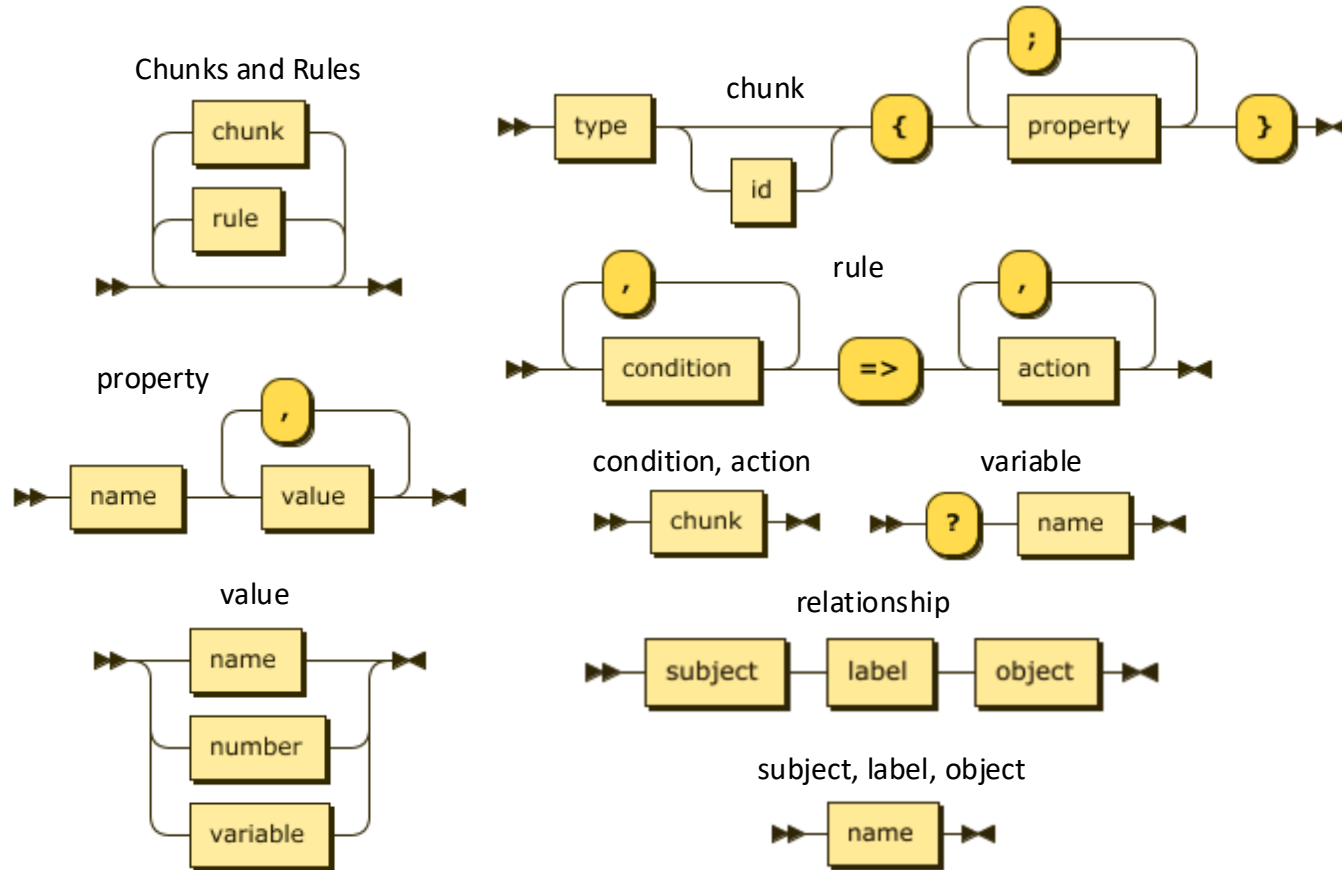 Chunks and Rules
chunk
rule
chunk
;
type
{
property
}
id
rule
,
,
condition
=>
action
property
,
name
value
condition, action
chunk
variable
?
name
value
name
number
variable
relationship
subject
label
object
subject, label, object
name